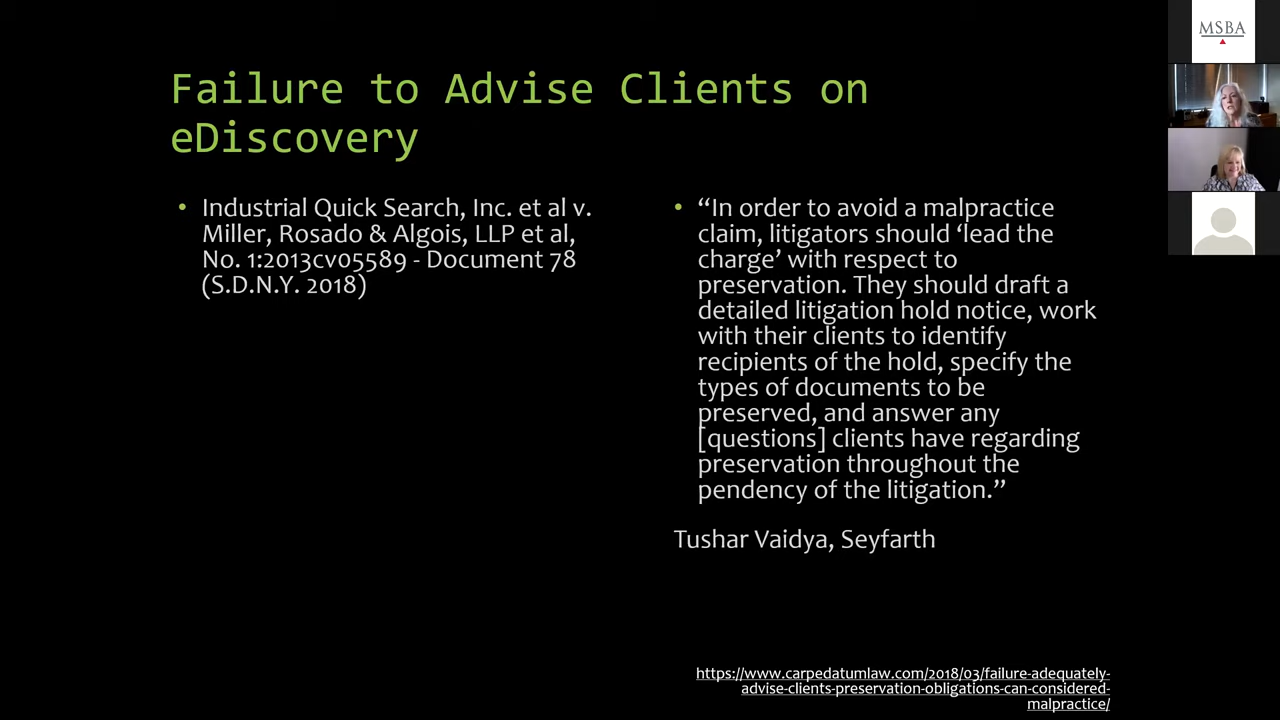 Failure to Advise Clients on
eDiscovery
• Industrial Quick Search, Inc. et al v.
Miller, Rosado & Algois, LLP et al,
No. 1:2013cv05589 - Document 78
(S.D.N.Y. 2018)
• “In order to avoid a malpractice
claim, litigators should ‘lead the
charge’ with respect to
preservation. They should draft a
detailed litigation hold notice, work
with their clients to identify
recipients of the hold, specify the
types of documents to be
preserved, and answer any
[questions] clients have regarding
preservation throughout the
pendency of the litigation.”
Tushar Vaidya, Seyfarth
https://www.carpedatumlaw.com/2018/03/failure-adequately-
advise-clients-preservation-obligations-can-considered-
malpractice/
MSBA